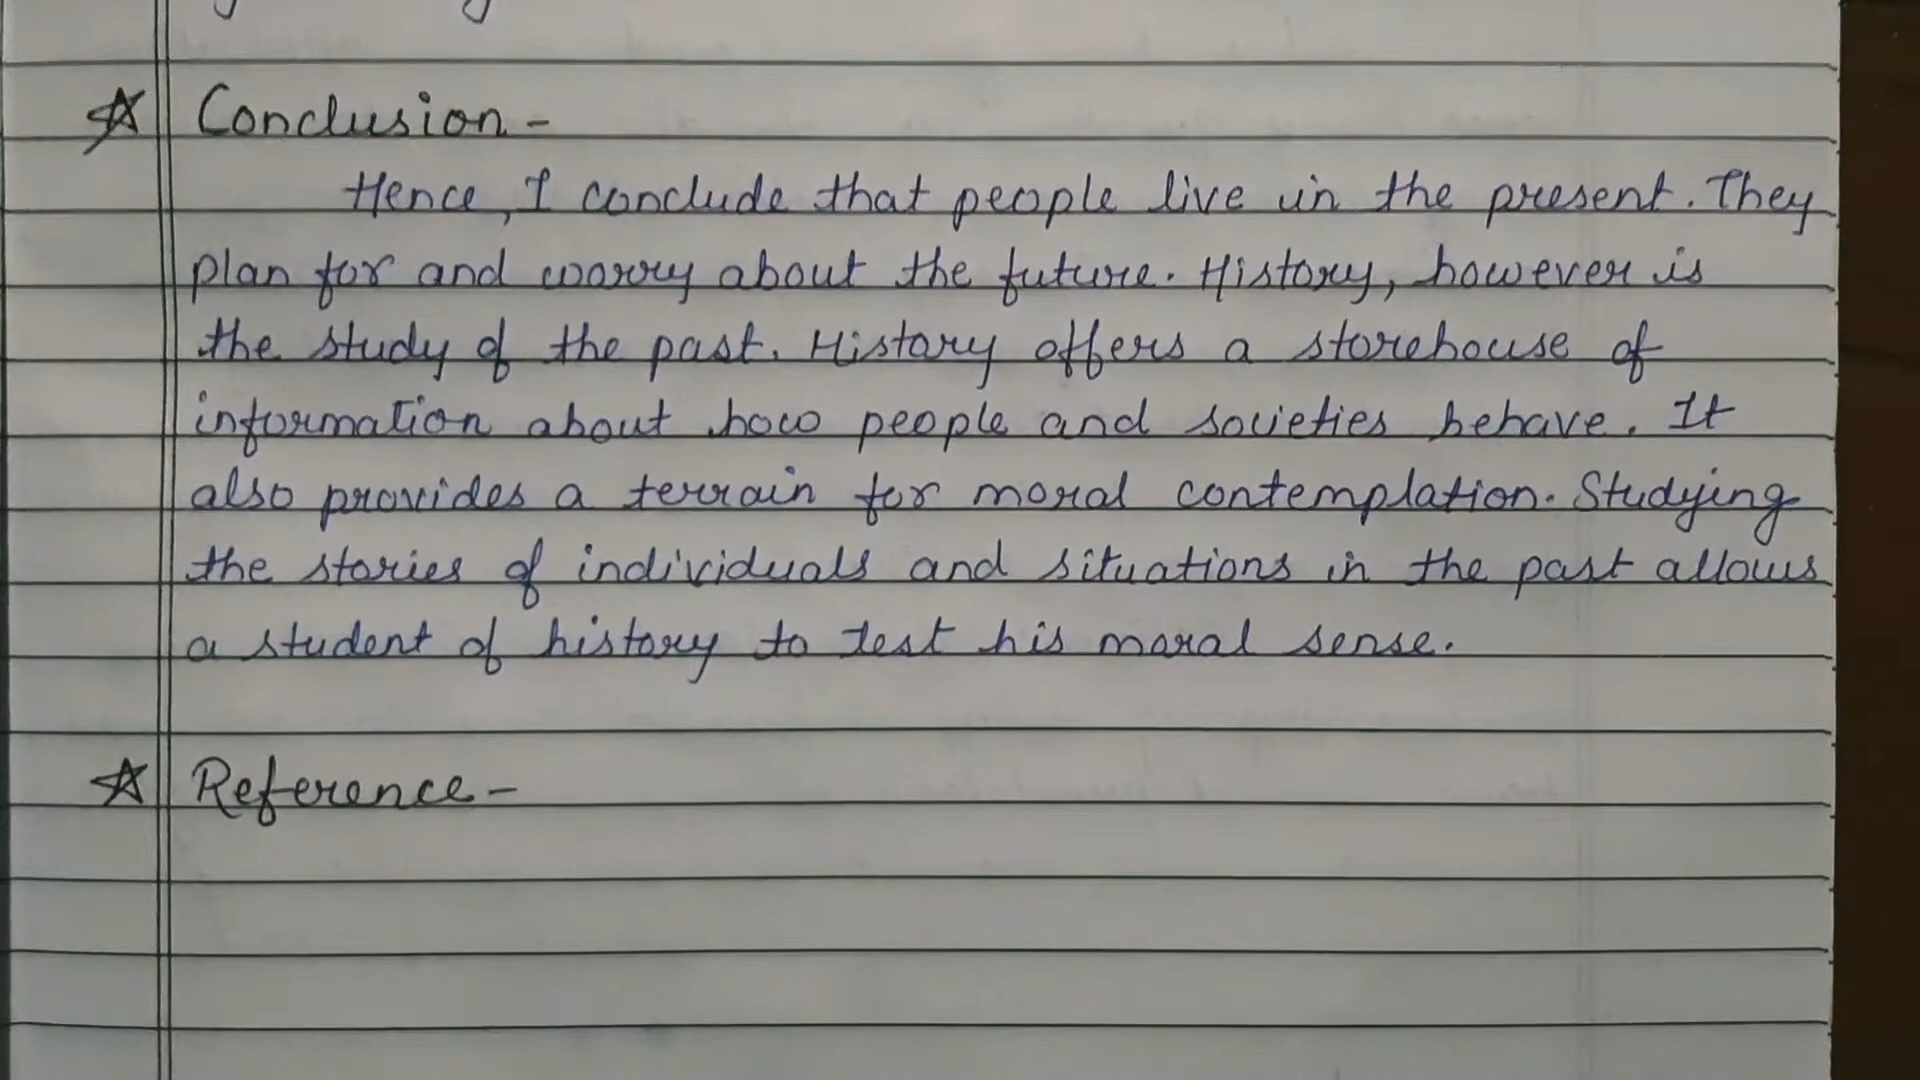 ☆ Conclusion -
Hence, I conclude that people live in the present. They
plan for and worry about the future. History, however is
the study of the past. History offers a storehouse of
information about how people and societies behave. It
also provides a terrain for moral contemplation. Studying
the stories of individuals and situations in the past allows
a student of history to test his moral sense.
☆ Reference -